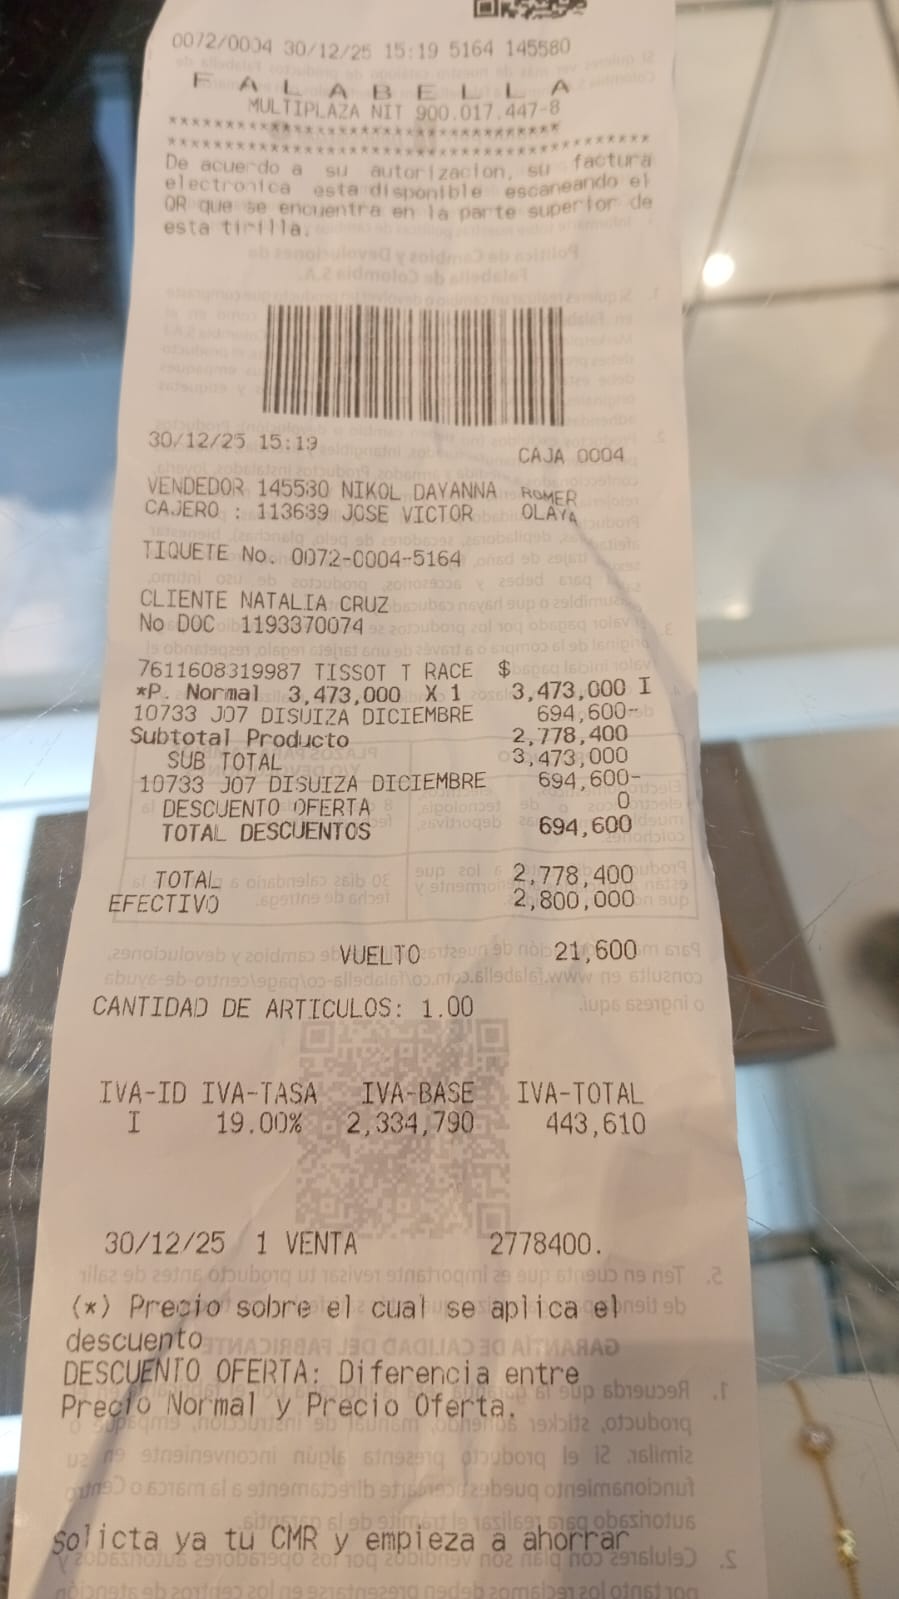 0072/0004 30/12/25 15:19 5164 145580
F A L A B E L L A
MULTIPLAZA NIT 900.017.447-8
De acuerdo a su autorizacion, su factura
electronica esta disponible escaneando el
QR que se encuentra en la parte superior de
esta tirilla.
30/12/25 15:19
CAJA 0004
VENDEDOR 145580 NIKOL DAYANNA ROMER
CAJERO : 113689 JOSE VICTOR OLAYA
TIQUETE No. 0072-0004-5164
CLIENTE NATALIA CRUZ
No DOC 1193370074
7611608319987 TISSOT T RACE $
*P. Normal 3,473,000 X 1 3,473,000 I
10733 J07 DISUIZA DICIEMBRE 694,600-
Subtotal Producto 2,778,400
SUB TOTAL 3,473,000
10733 J07 DISUIZA DICIEMBRE 694,600-
DESCUENTO OFERTA 0
TOTAL DESCUENTOS 694,600
TOTAL 2,778,400
EFECTIVO 2,800,000
VUELTO 21,600
CANTIDAD DE ARTICULOS: 1.00
IVA-ID IVA-TASA IVA-BASE IVA-TOTAL
I 19.00% 2,334,790 443,610
30/12/25 1 VENTA 2778400.
(*) Precio sobre el cual se aplica el
descuento
DESCUENTO OFERTA: Diferencia entre
Precio Normal y Precio Oferta.
solicta ya tu CMR y empieza a ahorrar